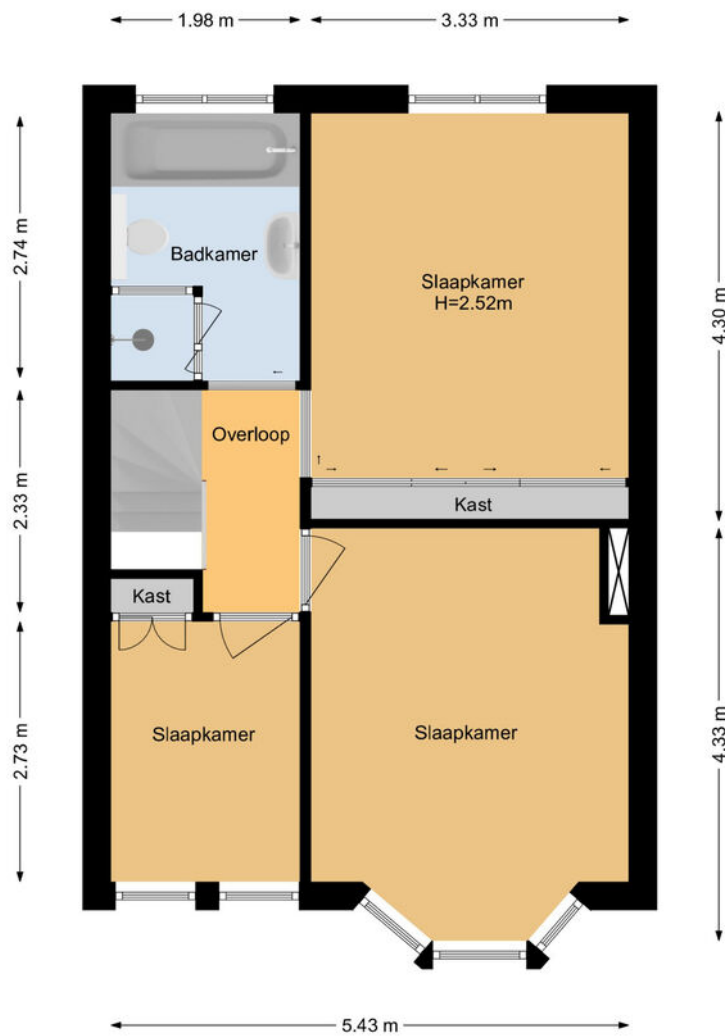 1.98 m
3.33 m
2.74 m
Badkamer
Slaapkamer
H=2.52m
4.30 m
Overloop
2.33 m
Kast
Kast
Slaapkamer
Slaapkamer
2.73 m
4.33 m
5.43 m